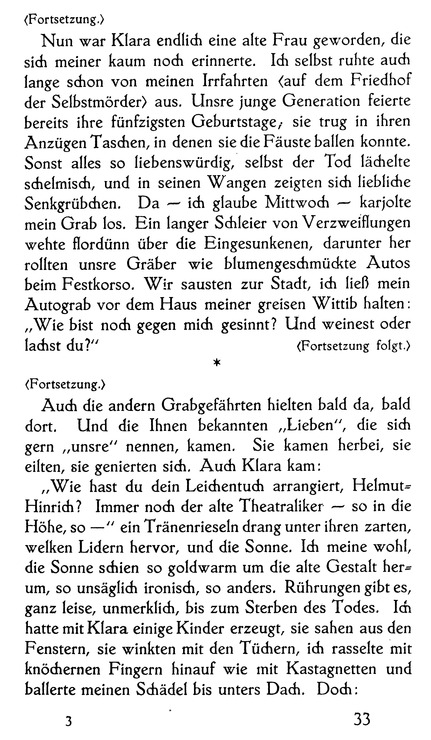 ⟨Fortsetzung.⟩
Nun war Klara endlich eine alte Frau geworden, die
sich meiner kaum noch erinnerte. Ich selbst ruhte auch
lange schon von meinen Irrfahrten ⟨auf dem Friedhof
der Selbstmörder⟩ aus. Unsre junge Generation feierte
bereits ihre fünfzigsten Geburtstage, sie trug in ihren
Anzügen Taschen, in denen sie die Fäuste ballen konnte.
Sonst alles so liebenswürdig, selbst der Tod lächelte
schelmisch, und in seinen Wangen zeigten sich liebliche
Senkgrübchen. Da — ich glaube Mittwoch — karjolte
mein Grab los. Ein langer Schleier von Verzweiflungen
wehte flordünn über die Eingesunkenen, darunter her
rollten unsre Gräber wie blumengeschmückte Autos
beim Festkorso. Wir sausten zur Stadt, ich ließ mein
Autograb vor dem Haus meiner greisen Wittib halten:
„Wie bist noch gegen mich gesinnt? Und weinest oder
lachst du?“ ⟨Fortsetzung folgt.⟩
*
⟨Fortsetzung.⟩
Auch die andern Grabgefährten hielten bald da, bald
dort. Und die Ihnen bekannten „Lieben“, die sich
gern „unsre“ nennen, kamen. Sie kamen herbei, sie
eilten, sie genierten sich. Auch Klara kam:
„Wie hast du dein Leichentuch arrangiert, Helmut-
Hinrich? Immer noch der alte Theatraliker — so in die
Höhe, so —“ ein Tränenrieseln drang unter ihren zarten,
welken Lidern hervor, und die Sonne. Ich meine wohl,
die Sonne schien so goldwarm um die alte Gestalt her-
um, so unsäglich ironisch, so anders. Rührungen gibt es,
ganz leise, unmerklich, bis zum Sterben des Todes. Ich
hatte mit Klara einige Kinder erzeugt, sie sahen aus den
Fenstern, sie winkten mit den Tüchern, ich rasselte mit
knöchernen Fingern hinauf wie mit Kastagnetten und
ballerte meinen Schädel bis unters Dach. Doch:
3 33